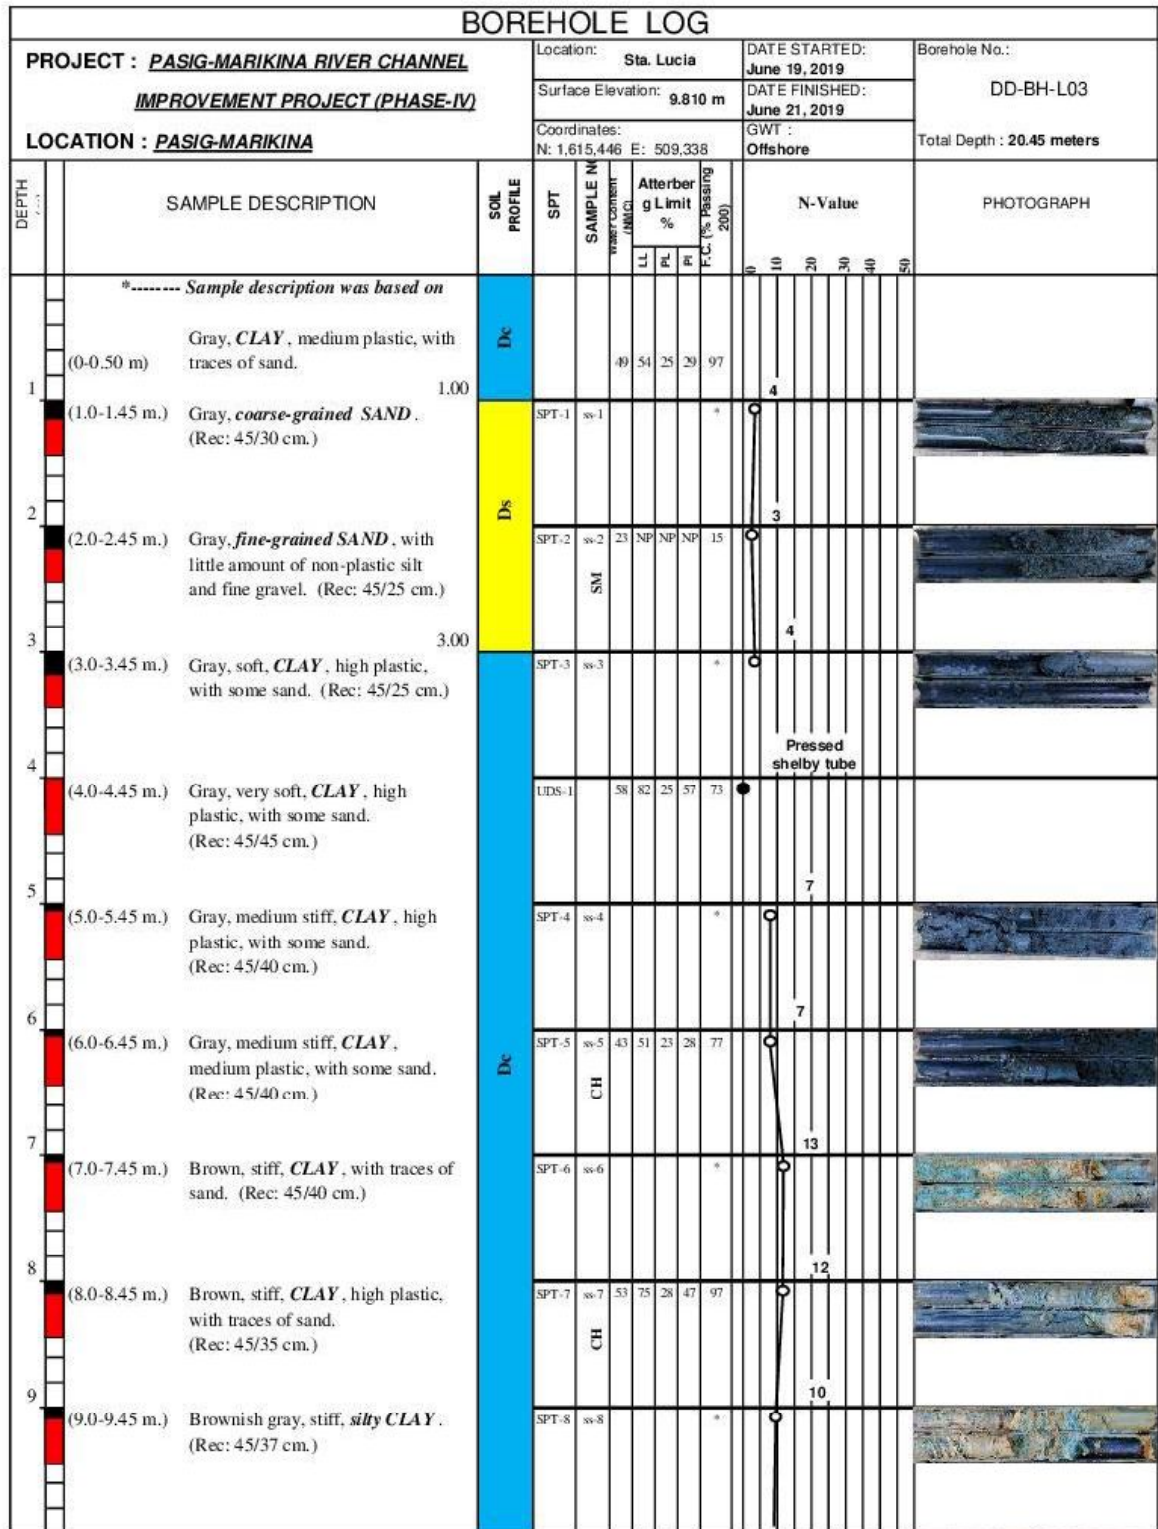 BOREHOLE LOG
PROJECT : PASIG-MARIKINA RIVER CHANNEL
IMPROVEMENT PROJECT (PHASE-IV)
LOCATION : PASIG-MARIKINA
Location:
Sta. Lucia
Surface Elevation: 9.810 m
Coordinates:
N: 1,615,446 E: 509,338
DATE STARTED:
June 19, 2019
DATE FINISHED:
June 21, 2019
GWT :
Offshore
Borehole No.:
DD-BH-L03
Total Depth : 20.45 meters
DEPTH
SAMPLE DESCRIPTION
SOIL
PROFILE
SPT
SAMPLE NO
Water Content
(NMC)
Atterber
g Limit
%
LL PL PI
F.C. (% Passing
200)
N-Value
0 10 20 30 40 50
PHOTOGRAPH
*-------- Sample description was based on
Dc
Gray, CLAY, medium plastic, with
(0-0.50 m) traces of sand. 49 54 25 29 97
1 1.00 4
(1.0-1.45 m.) Gray, coarse-grained SAND. SPT-1 ss-1 *
(Rec: 45/30 cm.)
Ds
2 3
(2.0-2.45 m.) Gray, fine-grained SAND, with SPT-2 ss-2 23 NP NP NP 15
little amount of non-plastic silt
and fine gravel. (Rec: 45/25 cm.) SM
3 3.00 4
(3.0-3.45 m.) Gray, soft, CLAY, high plastic, SPT-3 ss-3 *
with some sand. (Rec: 45/25 cm.)
Pressed
shelby tube
4
(4.0-4.45 m.) Gray, very soft, CLAY, high UDS-1 58 82 25 57 73
plastic, with some sand.
(Rec: 45/45 cm.)
5 7
(5.0-5.45 m.) Gray, medium stiff, CLAY, high SPT-4 ss-4 *
plastic, with some sand.
(Rec: 45/40 cm.)
6 7
(6.0-6.45 m.) Gray, medium stiff, CLAY, SPT-5 ss-5 43 51 23 28 77
medium plastic, with some sand. Dc
(Rec: 45/40 cm.) CH
7 13
(7.0-7.45 m.) Brown, stiff, CLAY, with traces of SPT-6 ss-6 *
sand. (Rec: 45/40 cm.)
8 12
(8.0-8.45 m.) Brown, stiff, CLAY, high plastic, SPT-7 ss-7 53 75 28 47 97
with traces of sand.
(Rec: 45/35 cm.) CH
9 10
(9.0-9.45 m.) Brownish gray, stiff, silty CLAY. SPT-8 ss-8 *
(Rec: 45/37 cm.)